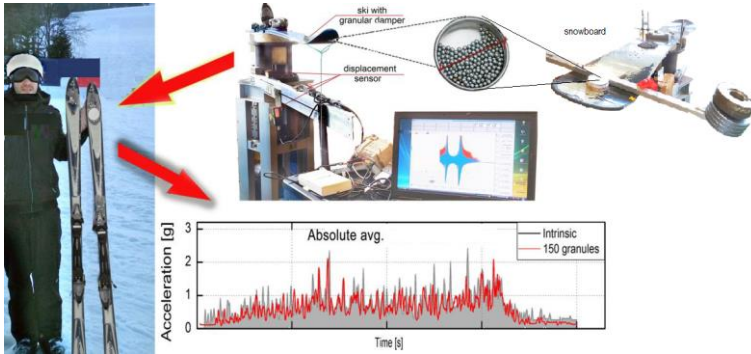 ski with
granular damper
snowboard
displacement
sensor
Absolute avg.
Intrinsic
150 granules
Acceleration [g]
3
2
1
0
Time [s]